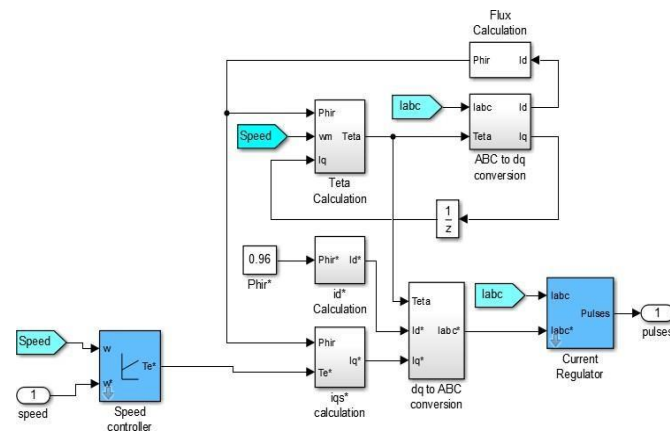 Flux
Calculation
Phir Id
Iabc
Iabc Id
Teta Iq
ABC to dq
conversion
Phir
Speed
wm Teta
Iq
Teta
Calculation
1
z
0.96
Phir*
Phir* Id*
id*
Calculation
Iabc
Teta
Id* Iabc*
Iq*
dq to ABC
conversion
Iabc
Pulses
Iabc*
Current
Regulator
1
pulses
Phir
Iq*
Te*
iqs*
calculation
Speed
w
Te*
w*
1
speed
Speed
controller